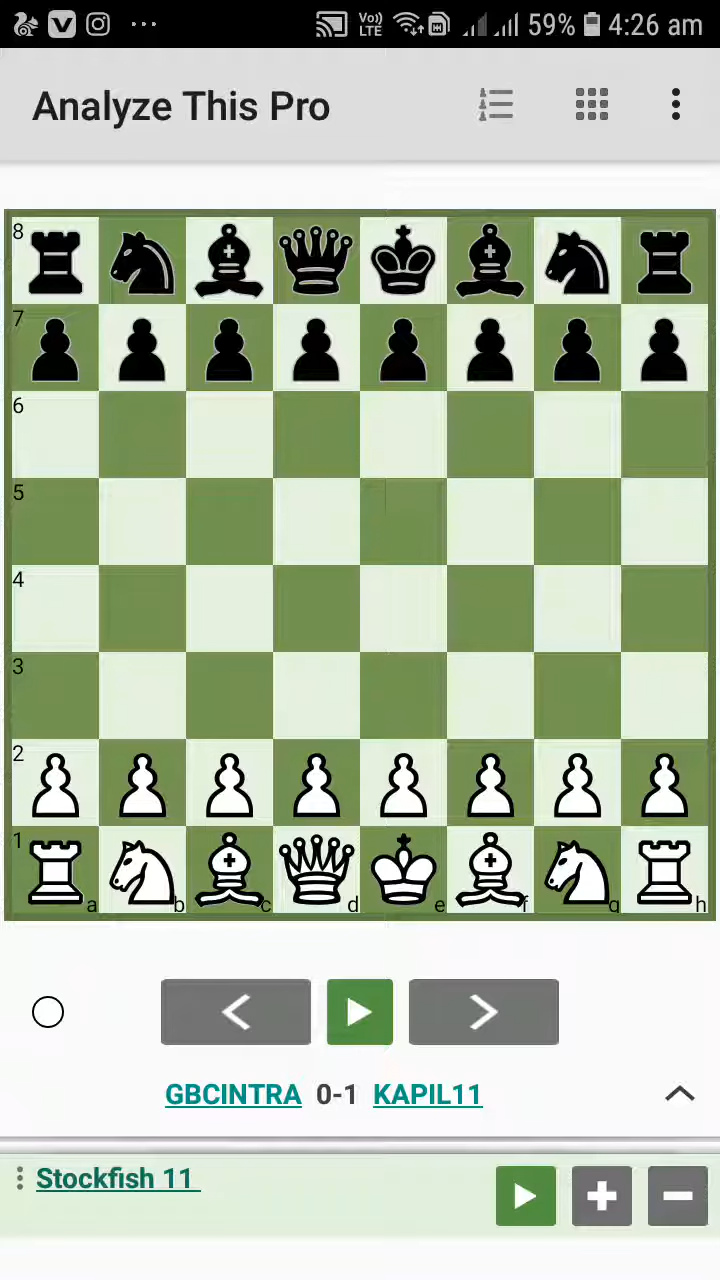 Vo)) LTE 59% 4:26 am
Analyze This Pro
8
7
6
5
4
3
2
1
a b c d e f g h
GBCINTRA 0-1 KAPIL11
Stockfish 11